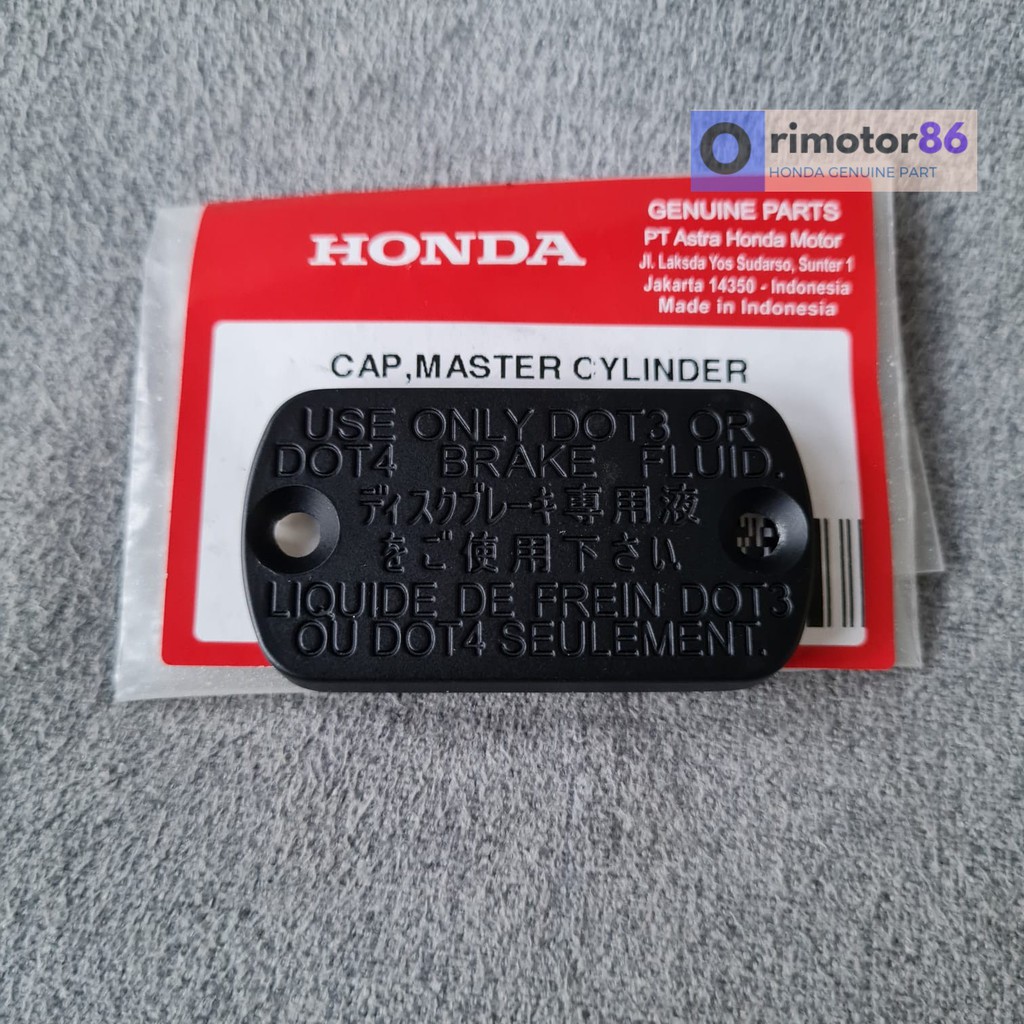 Orimotor86
HONDA GENUINE PART
HONDA
GENUINE PARTS
PT Astra Honda Motor
Jl. Laksda Yos Sudarso, Sunter 1
Jakarta 14350 - Indonesia
Made in Indonesia
CAP,MASTER CYLINDER
USE ONLY DOT3 OR
DOT4 BRAKE FLUID.
ディスクブレーキ専用液
をご使用下さい
LIQUIDE DE FREIN DOT3
OU DOT4 SEULEMENT.